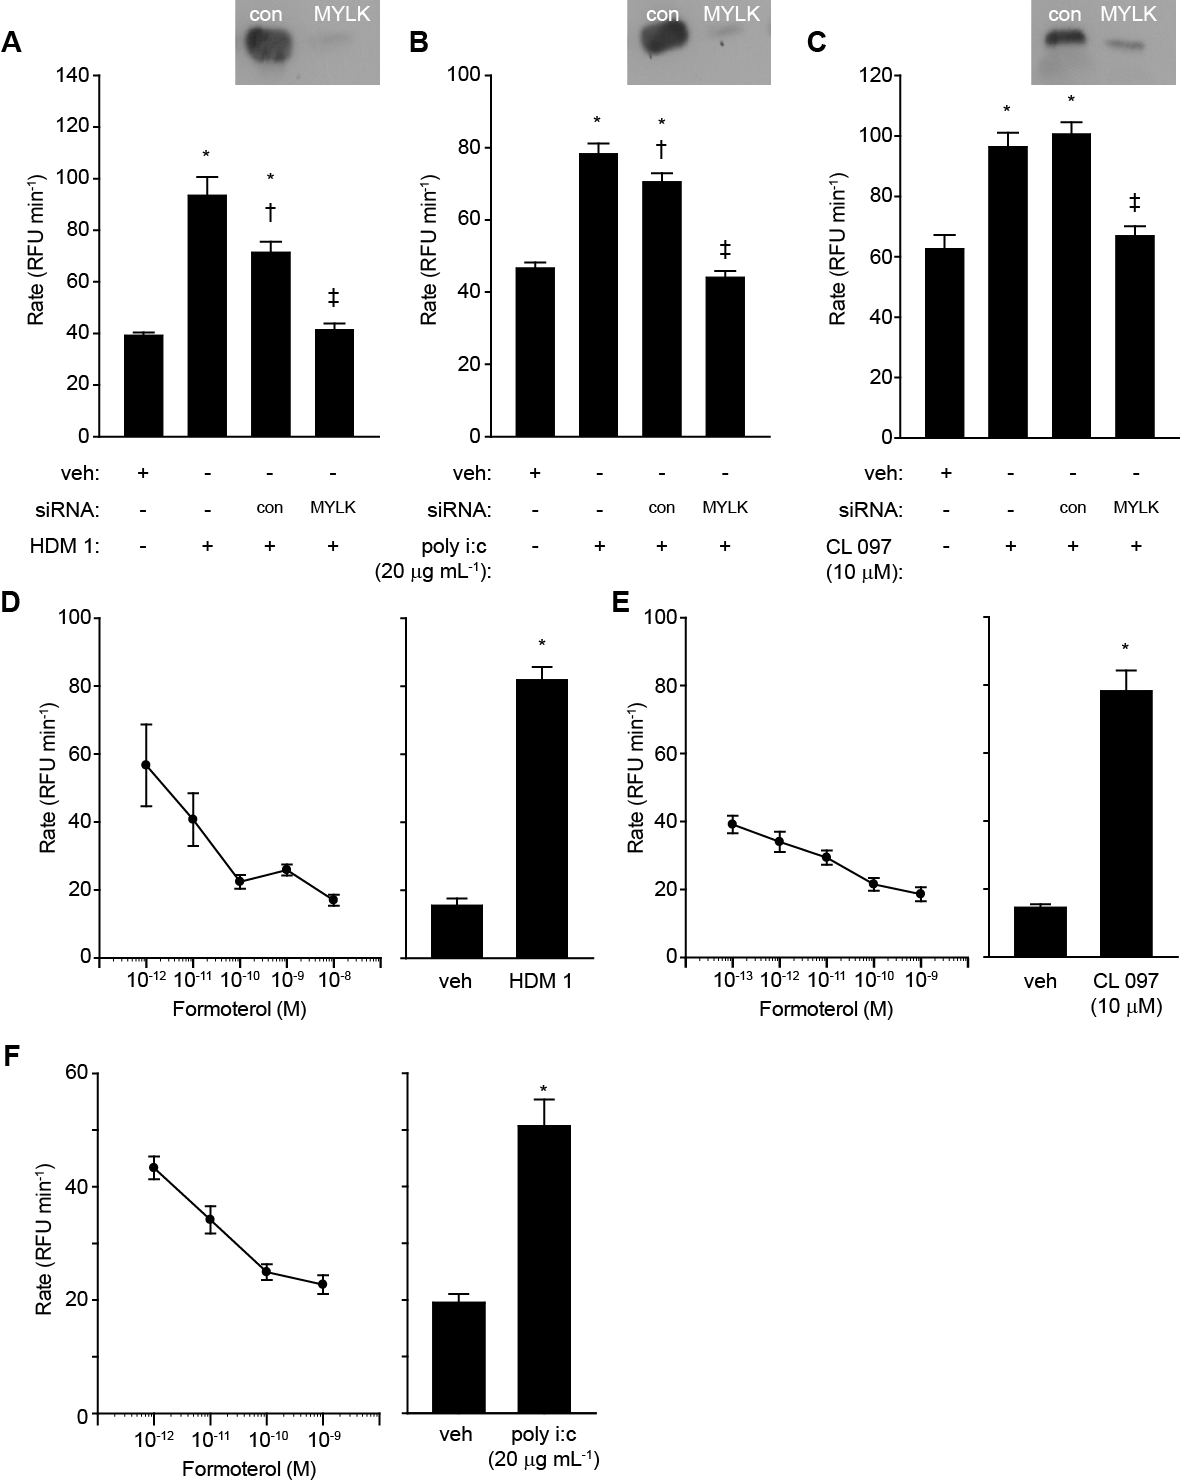 A
con MYLK
140
120
100
80
60
40
20
0
Rate (RFU min-1)
*
*
†
‡
veh: + - - -
siRNA: - - con MYLK
HDM 1: - + + +
B
con MYLK
100
80
60
40
20
0
Rate (RFU min-1)
*
*
†
‡
veh: + - - -
siRNA: - - con MYLK
poly i:c - + + +
(20 μg mL-1):
C
con MYLK
120
100
80
60
40
20
0
Rate (RFU min-1)
*
*
‡
veh: + - - -
siRNA: - - con MYLK
CL 097 - + + +
(10 μM):
D
100
80
60
40
20
0
Rate (RFU min-1)
10-12 10-11 10-10 10-9 10-8
Formoterol (M)
*
veh HDM 1
E
100
80
60
40
20
0
Rate (RFU min-1)
10-13 10-12 10-11 10-10 10-9
Formoterol (M)
*
veh CL 097
(10 μM)
F
60
40
20
0
Rate (RFU min-1)
10-12 10-11 10-10 10-9
Formoterol (M)
*
veh poly i:c
(20 μg mL-1)